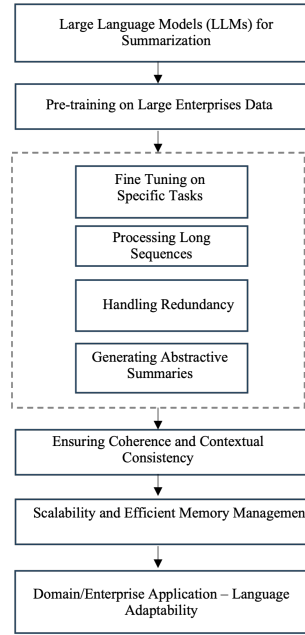 Large Language Models (LLMs) for
Summarization
Pre-training on Large Enterprises Data
Fine Tuning on
Specific Tasks
Processing Long
Sequences
Handling Redundancy
Generating Abstractive
Summaries
Ensuring Coherence and Contextual
Consistency
Scalability and Efficient Memory Managemen
Domain/Enterprise Application – Language
Adaptability